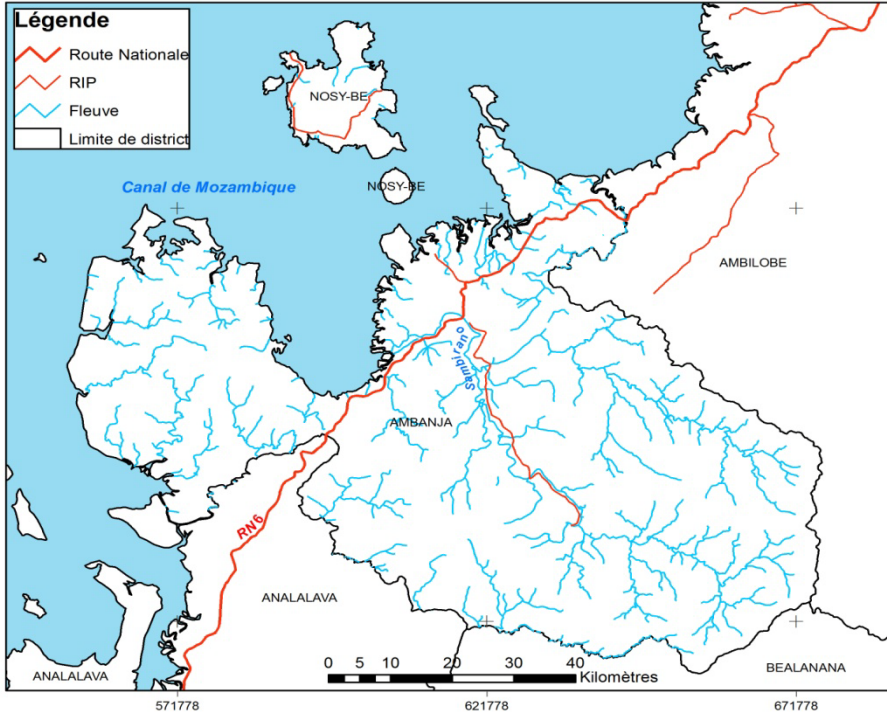 Légende
Route Nationale
RIP
Fleuve
Limite de district
NOSY-BE
Canal de Mozambique
NOSY-BE
AMBILOBE
Sambirano
AMBANJA
RN6
ANALALAVA
ANALALAVA
BEALANANA
0 5 10 20 30 40
Kilomètres
571778 621778 671778